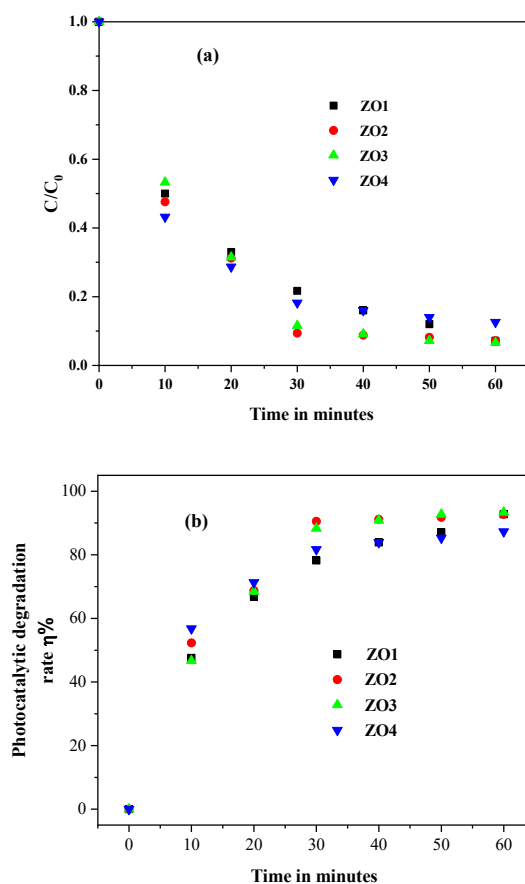 (a)
ZO1
ZO2
ZO3
ZO4
C/C₀
1.0
0.8
0.6
0.4
0.2
0.0
0 10 20 30 40 50 60
Time in minutes
(b)
ZO1
ZO2
ZO3
ZO4
Photocatalytic degradation
rate η%
100
80
60
40
20
0
0 10 20 30 40 50 60
Time in minutes